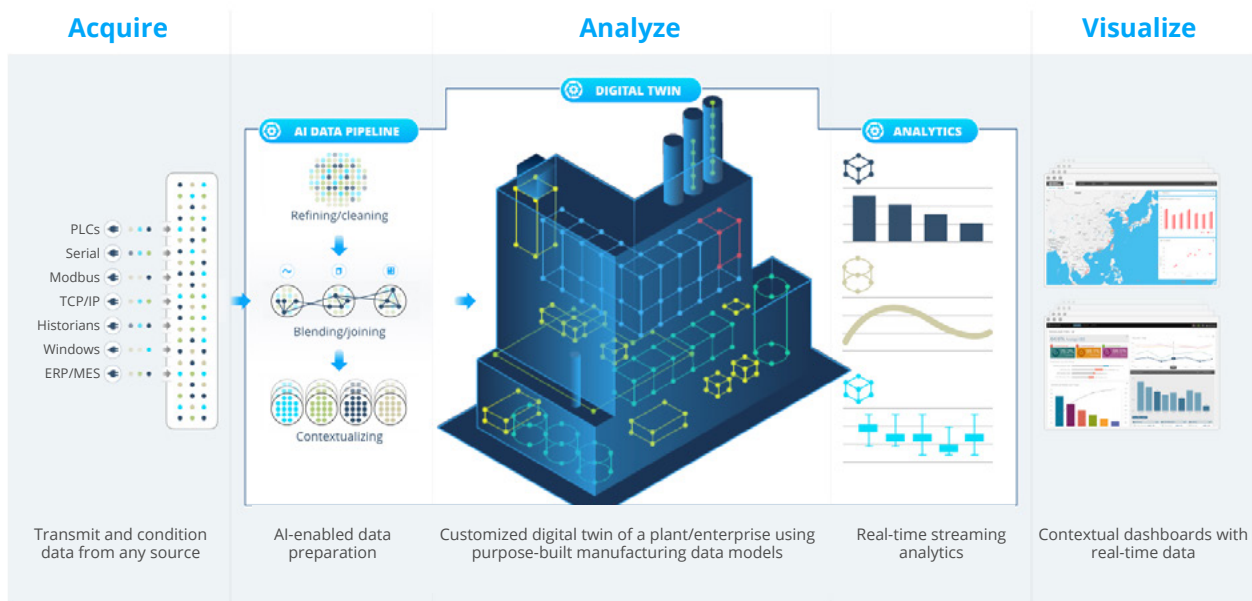 Acquire
Analyze
Visualize
DIGITAL TWIN
AI DATA PIPELINE
ANALYTICS
Refining/cleaning
PLCs
Serial
Modbus
TCP/IP
Historians
Windows
ERP/MES
Blending/joining
Contextualizing
Transmit and condition
data from any source
AI-enabled data
preparation
Customized digital twin of a plant/enterprise using
purpose-built manufacturing data models
Real-time streaming
analytics
Contextual dashboards with
real-time data